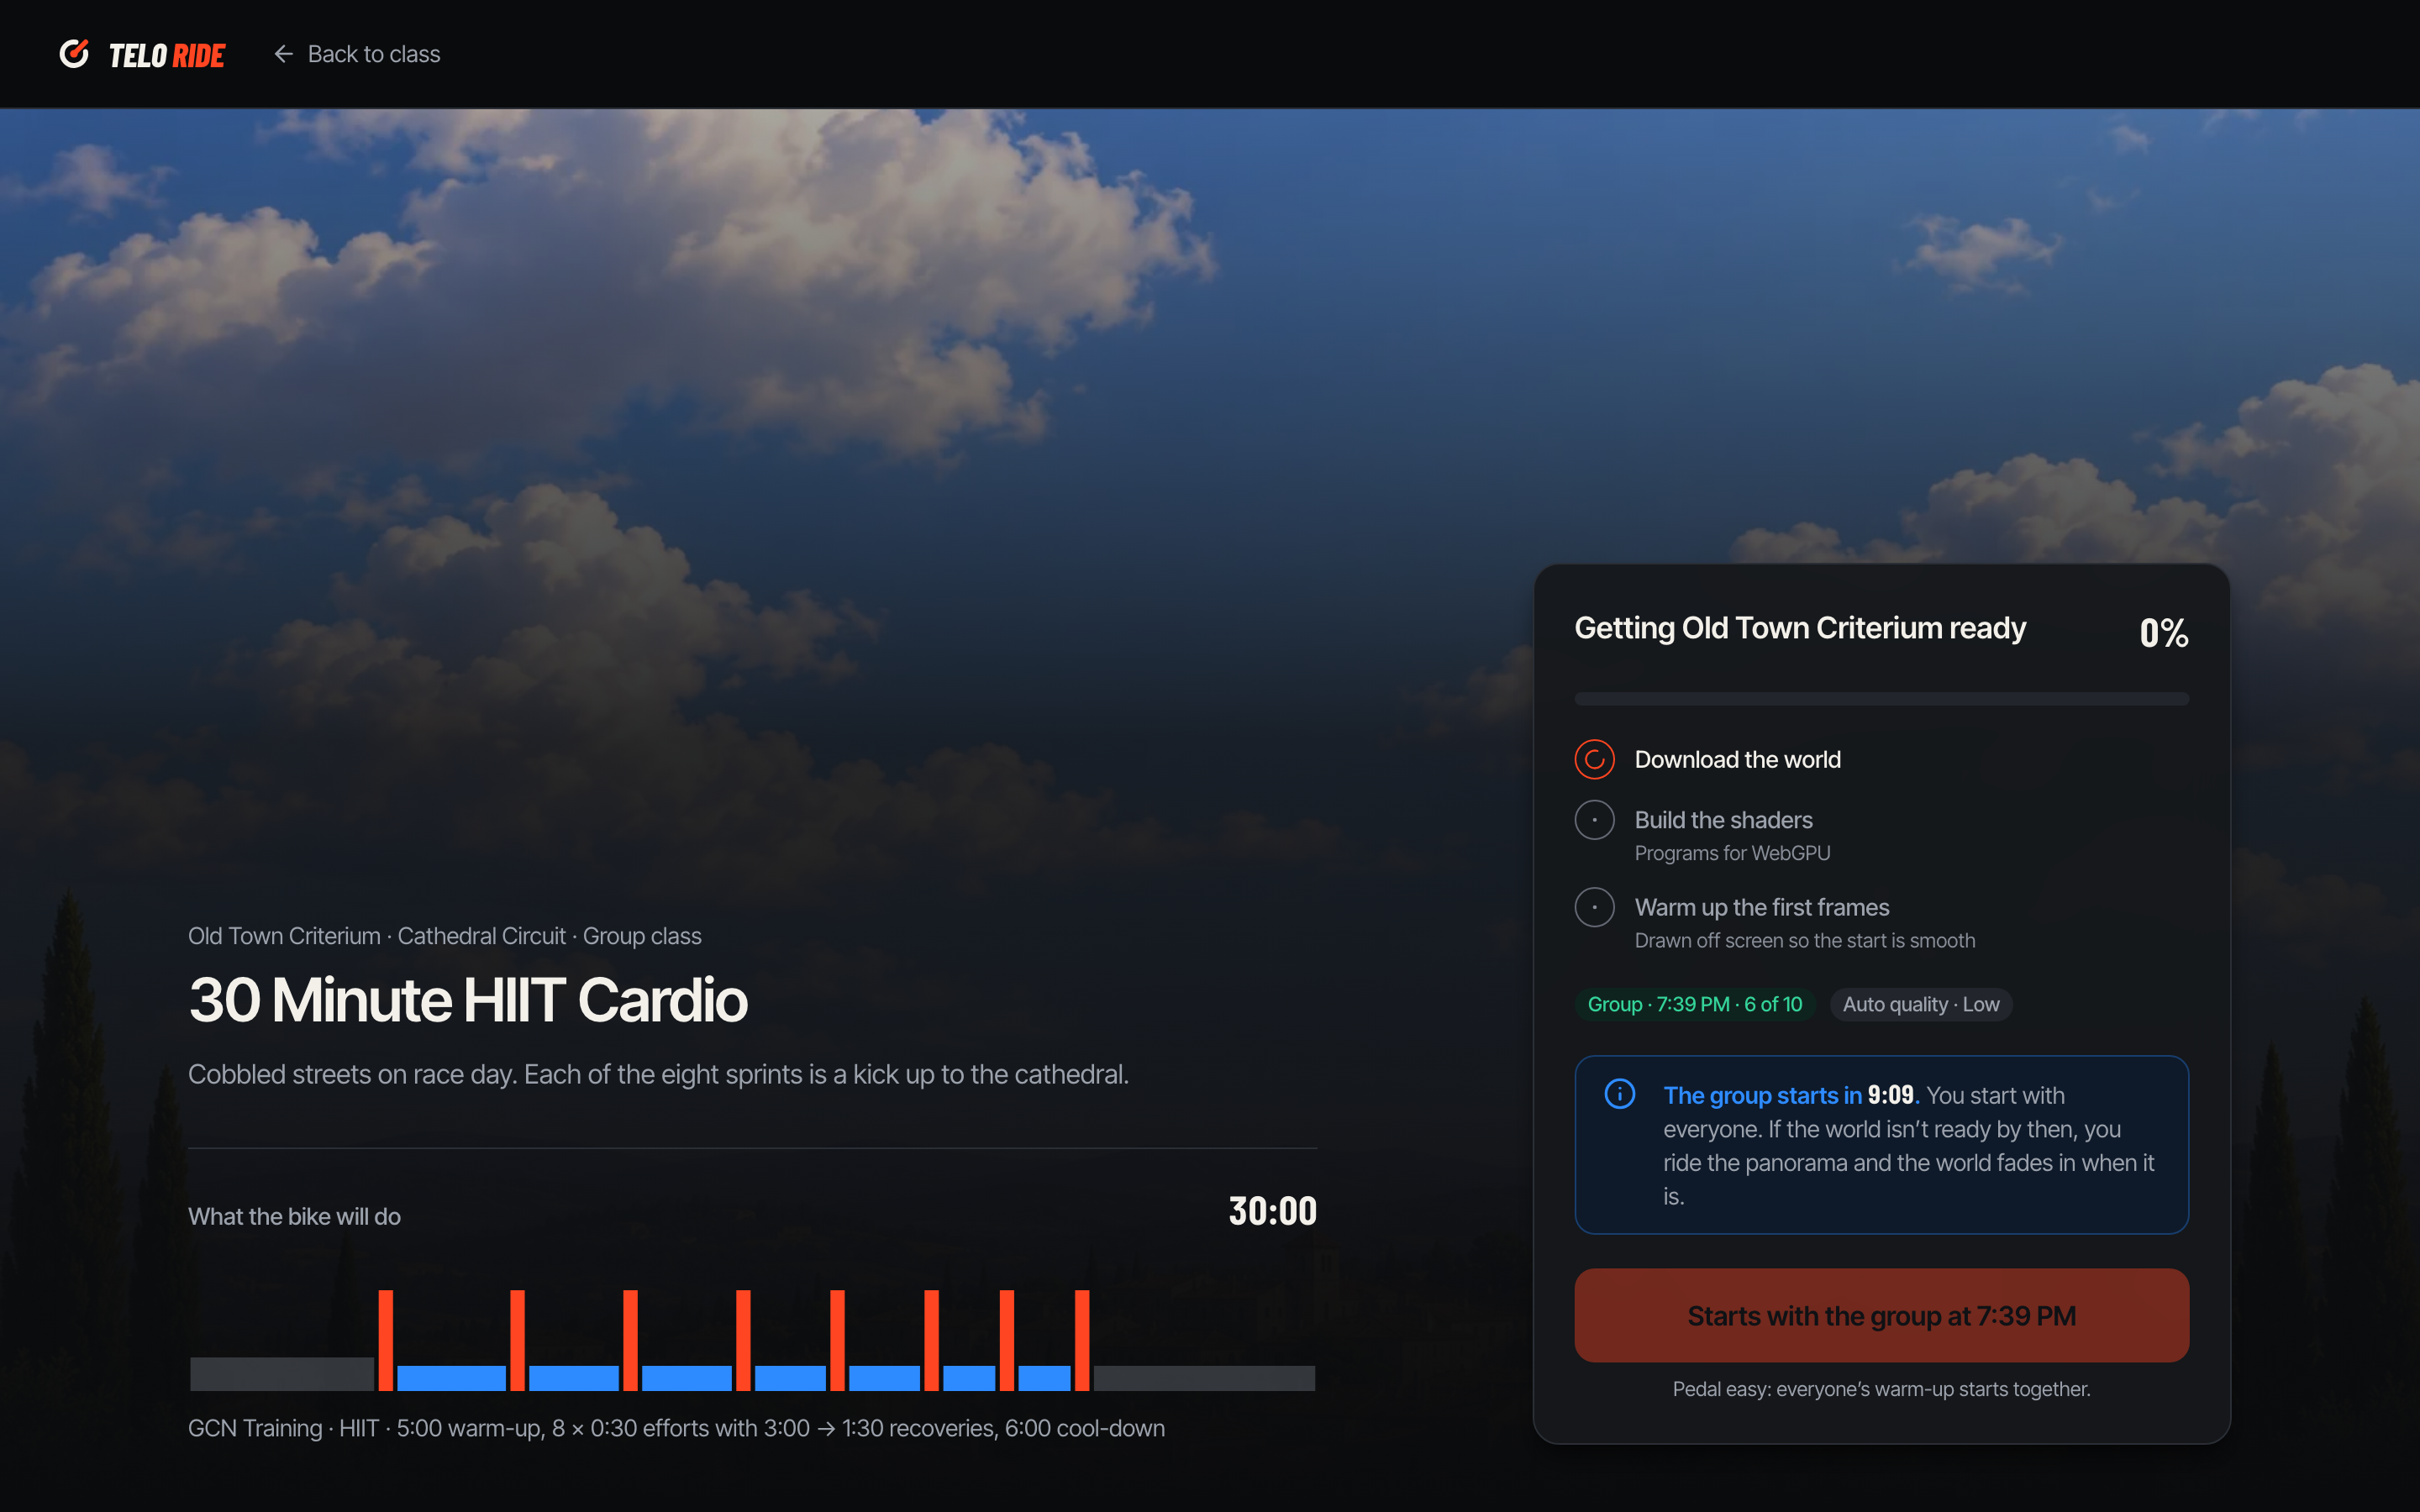 TELO RIDE
← Back to class
Old Town Criterium · Cathedral Circuit · Group class
30 Minute HIIT Cardio
Cobbled streets on race day. Each of the eight sprints is a kick up to the cathedral.
What the bike will do
30:00
GCN Training · HIIT · 5:00 warm-up, 8 × 0:30 efforts with 3:00 → 1:30 recoveries, 6:00 cool-down
Getting Old Town Criterium ready
0%
Download the world
Build the shaders
Programs for WebGPU
Warm up the first frames
Drawn off screen so the start is smooth
Group · 7:39 PM · 6 of 10
Auto quality · Low
The group starts in 9:09. You start with
everyone. If the world isn’t ready by then, you
ride the panorama and the world fades in when it
is.
Starts with the group at 7:39 PM
Pedal easy: everyone’s warm-up starts together.